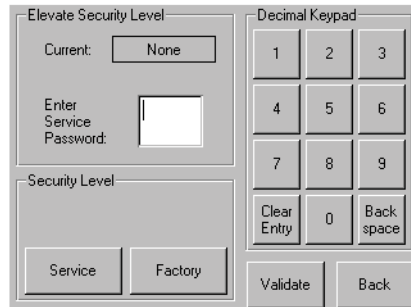 Elevate Security Level
Current: None
Enter
Service
Password:
Security Level
Service Factory
Decimal Keypad
1 2 3
4 5 6
7 8 9
Clear
Entry
0
Back
space
Validate Back